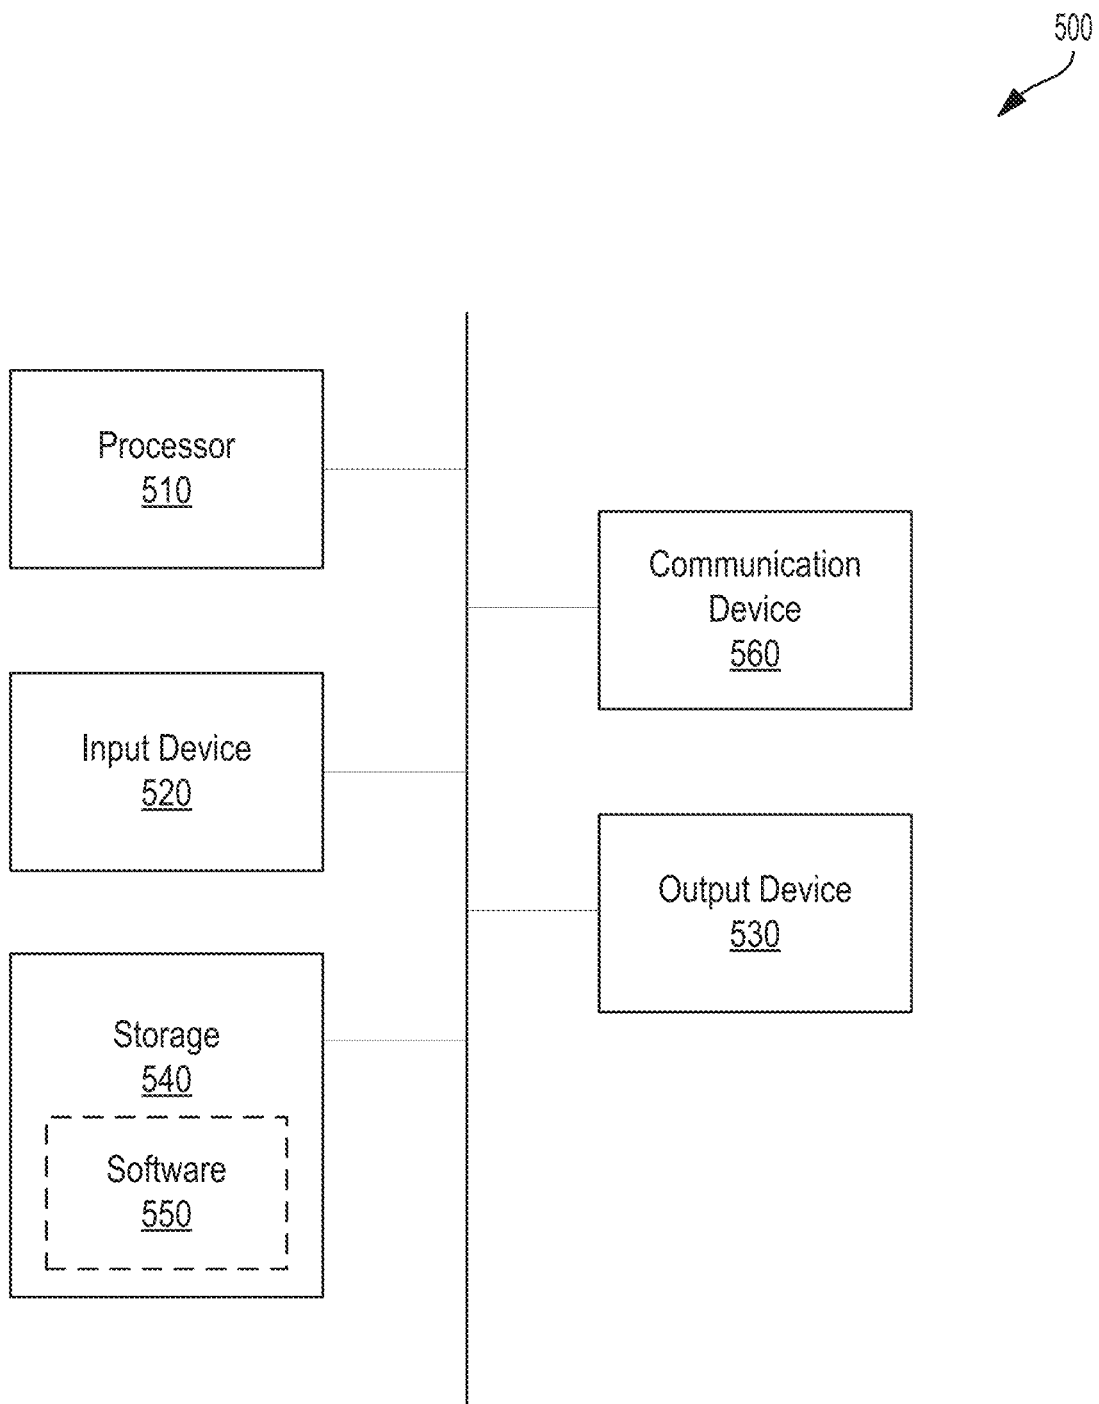 500
Processor
510
Communication
Device
560
Input Device
520
Output Device
530
Storage
540
Software
550